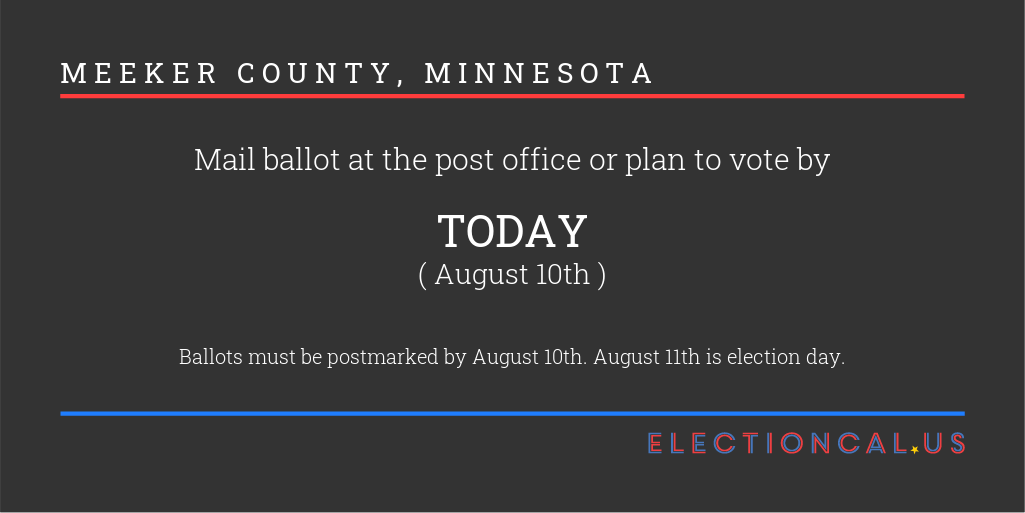 MEEKER COUNTY, MINNESOTA
Mail ballot at the post office or plan to vote by
TODAY
( August 10th )
Ballots must be postmarked by August 10th. August 11th is election day.
ELECTIONCAL.US